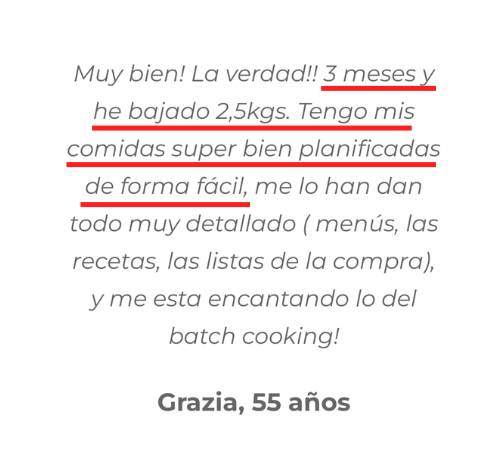 Muy bien! La verdad!! 3 meses y
he bajado 2,5kgs. Tengo mis
comidas super bien planificadas
de forma fácil, me lo han dan
todo muy detallado ( menús, las
recetas, las listas de la compra),
y me esta encantando lo del
batch cooking!
Grazia, 55 años